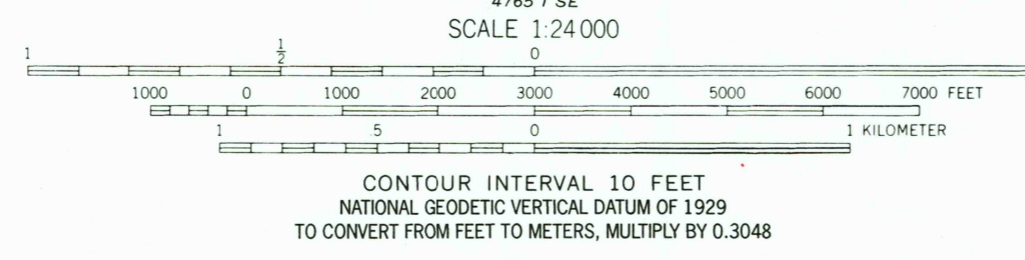 SCALE 1:24 000
1 1/2 0
1000 0 1000 2000 3000 4000 5000 6000 7000 FEET
1 .5 0 1 KILOMETER
CONTOUR INTERVAL 10 FEET
NATIONAL GEODETIC VERTICAL DATUM OF 1929
TO CONVERT FROM FEET TO METERS, MULTIPLY BY 0.3048